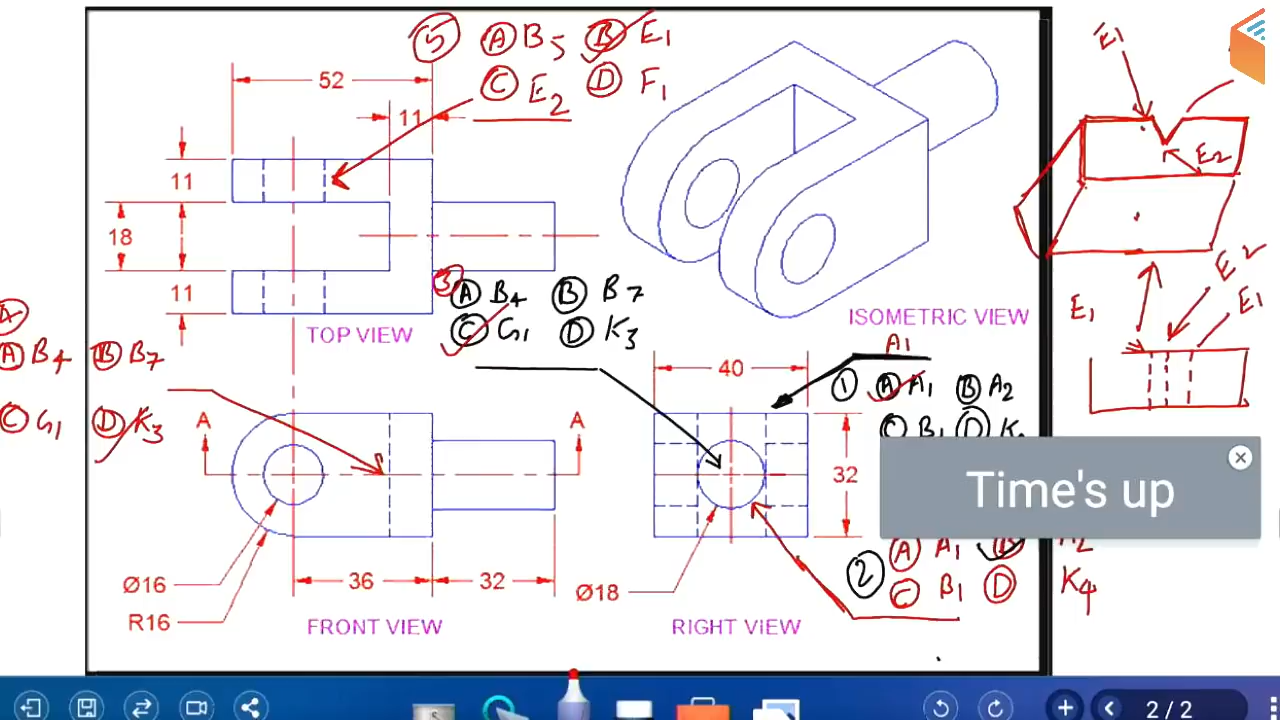 5 A B5 B E1
C E2 D F1
52
11
11
18
11
TOP VIEW
3
A B4 B B7
C G1 D K3
ISOMETRIC VIEW
E1
E2
E2
E1
E1
A
A B4 B B7
C G1 D K3
A A
Ø16
R16
36
32
FRONT VIEW
40
32
Ø18
RIGHT VIEW
A1
1 A A1 B A2
C B1 D
Time's up
2 A A1 A2
C B1 D K4
2 / 2